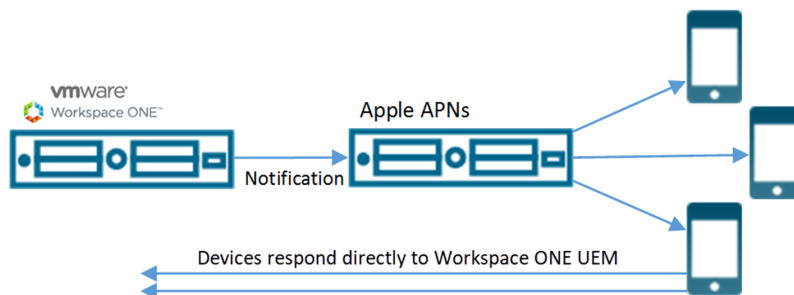 vmware®
Workspace ONE™
Apple APNs
Notification
Devices respond directly to Workspace ONE UEM